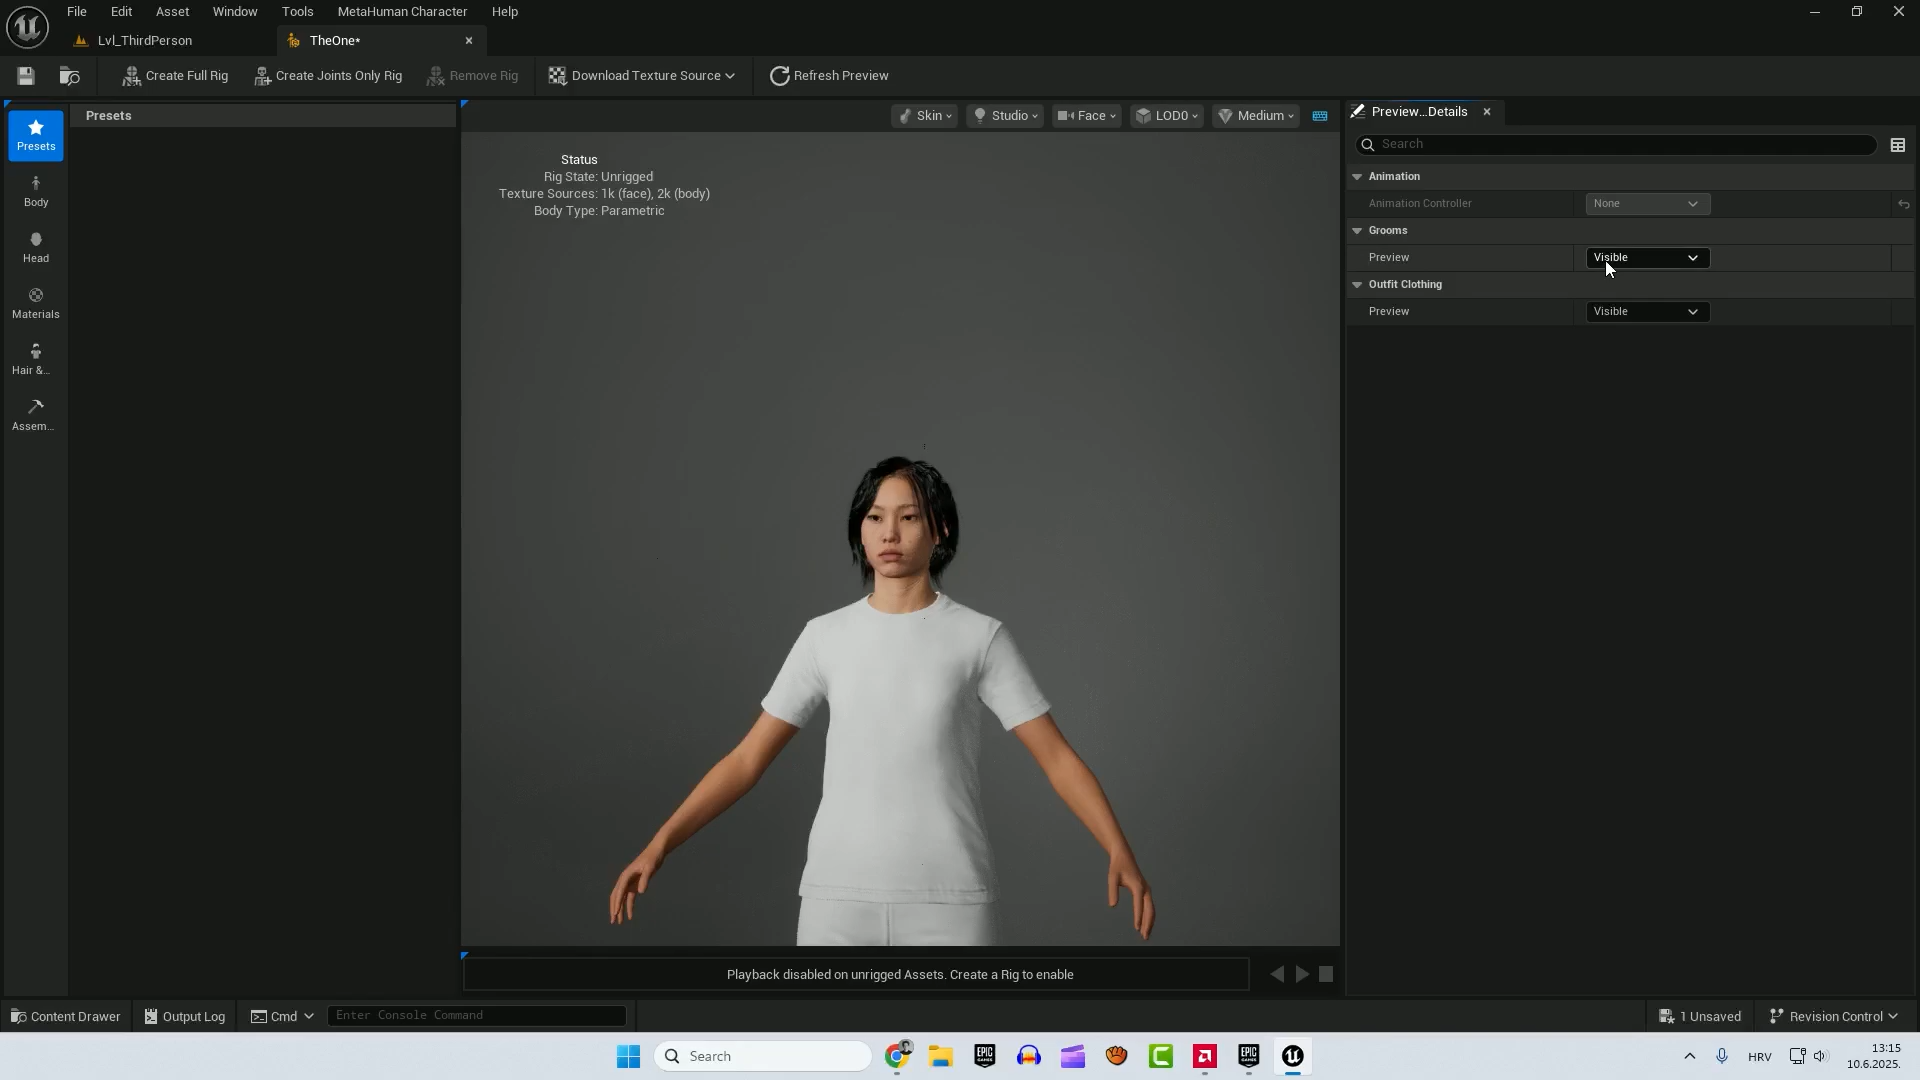 File Edit Asset Window Tools MetaHuman Character Help
Lvl_ThirdPerson
TheOne*
Create Full Rig
Create Joints Only Rig
Remove Rig
Download Texture Source
Refresh Preview
Presets
Body
Head
Materials
Hair &...
Assem...
Presets
Skin
Studio
Face
LOD0
Medium
Status
Rig State: Unrigged
Texture Sources: 1k (face), 2k (body)
Body Type: Parametric
Playback disabled on unrigged Assets. Create a Rig to enable
Preview...Details
Search
Animation
Animation Controller None
Grooms
Preview Visible
Outfit Clothing
Preview Visible
Content Drawer
Output Log
Cmd
Enter Console Command
1 Unsaved
Revision Control
Search
EPIC GAMES
EPIC GAMES
HRV
13:15
10.6.2025.